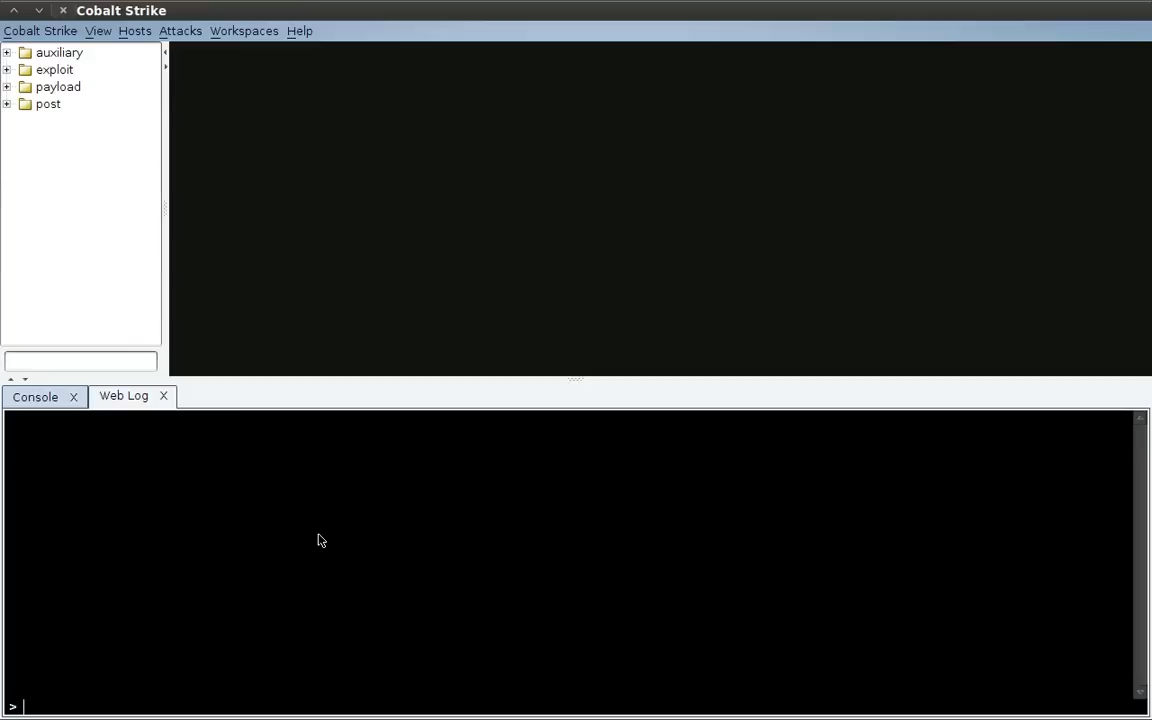 Cobalt Strike
Cobalt Strike View Hosts Attacks Workspaces Help
auxiliary
exploit
payload
post
Console X Web Log X
>